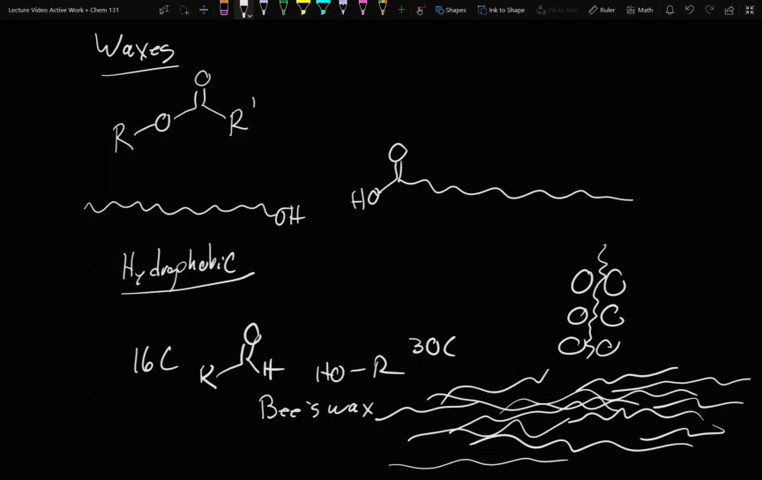 Lecture Video Active Work • Chem 131
Shapes
Ink to Shape
Ink to Text
Ruler
Math
Waxes
O
R O R'
O
HO
OH
Hydrophobic
16C
O
R H
HO-R
30C
Bee's wax